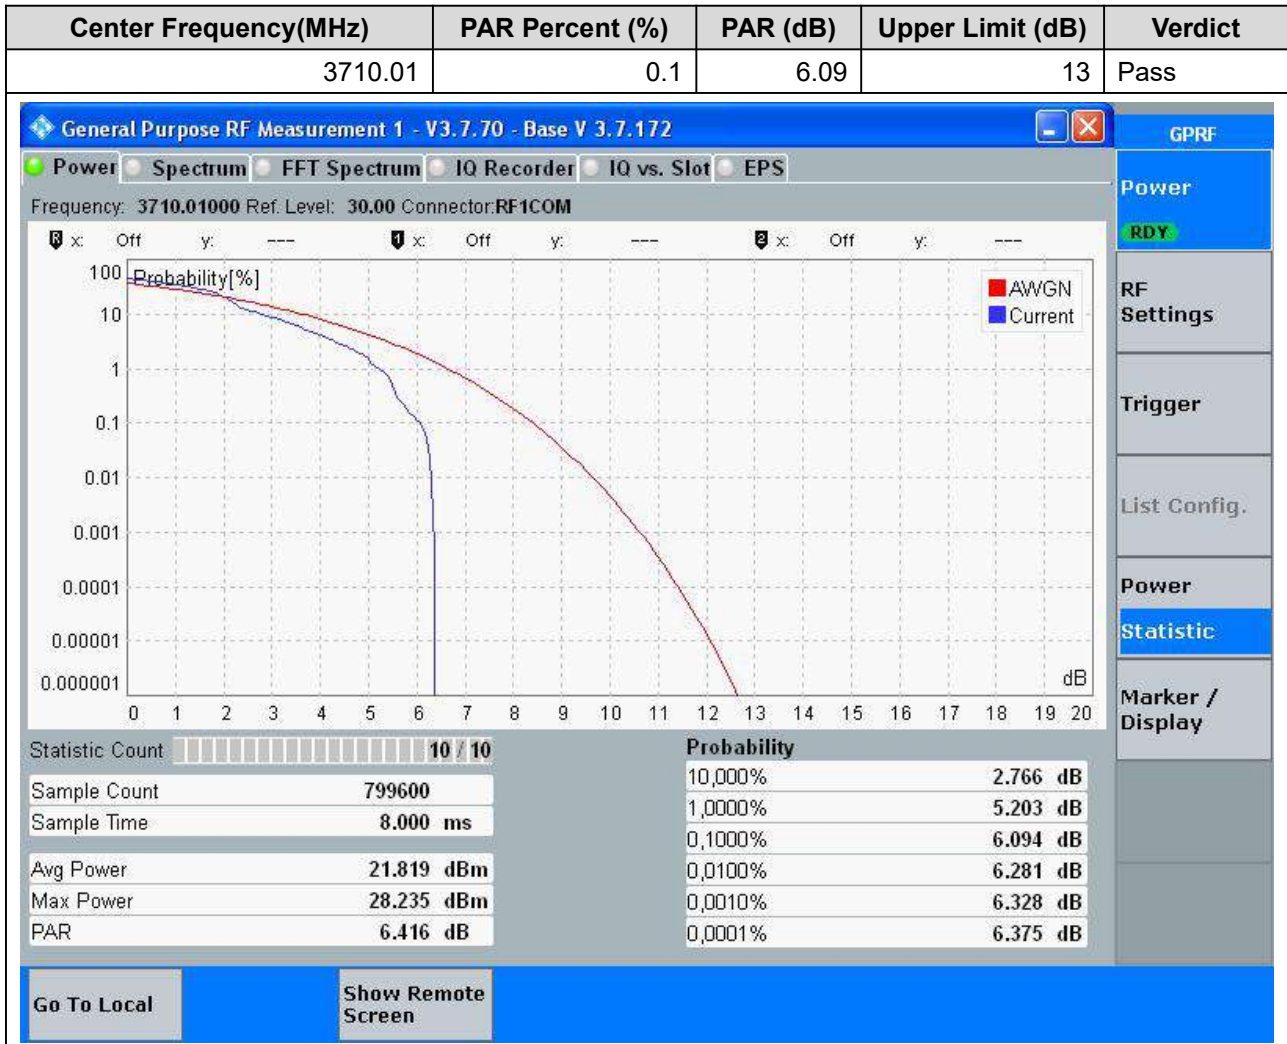 Center Frequency(MHz) PAR Percent (%) PAR (dB) Upper Limit (dB) Verdict
3710.01 0.1 6.09 13 Pass
General Purpose RF Measurement 1 - V3.7.70 - Base V 3.7.172
GPRF
Power Spectrum FFT Spectrum IQ Recorder IQ vs. Slot EPS
Frequency: 3710.01000 Ref. Level: 30.00 Connector:RF1COM
R x: Off y: --- 1 x: Off y: --- 2 x: Off y: ---
Probability[%]
100
10
1
0.1
0.01
0.001
0.0001
0.00001
0.000001
AWGN
Current
dB
0 1 2 3 4 5 6 7 8 9 10 11 12 13 14 15 16 17 18 19 20
Power
RDY
RF
Settings
Trigger
List Config.
Power
Statistic
Marker /
Display
Statistic Count 10 / 10
Sample Count 799600
Sample Time 8.000 ms
Avg Power 21.819 dBm
Max Power 28.235 dBm
PAR 6.416 dB
Probability
10,000% 2.766 dB
1,0000% 5.203 dB
0,1000% 6.094 dB
0,0100% 6.281 dB
0,0010% 6.328 dB
0,0001% 6.375 dB
Go To Local
Show Remote
Screen